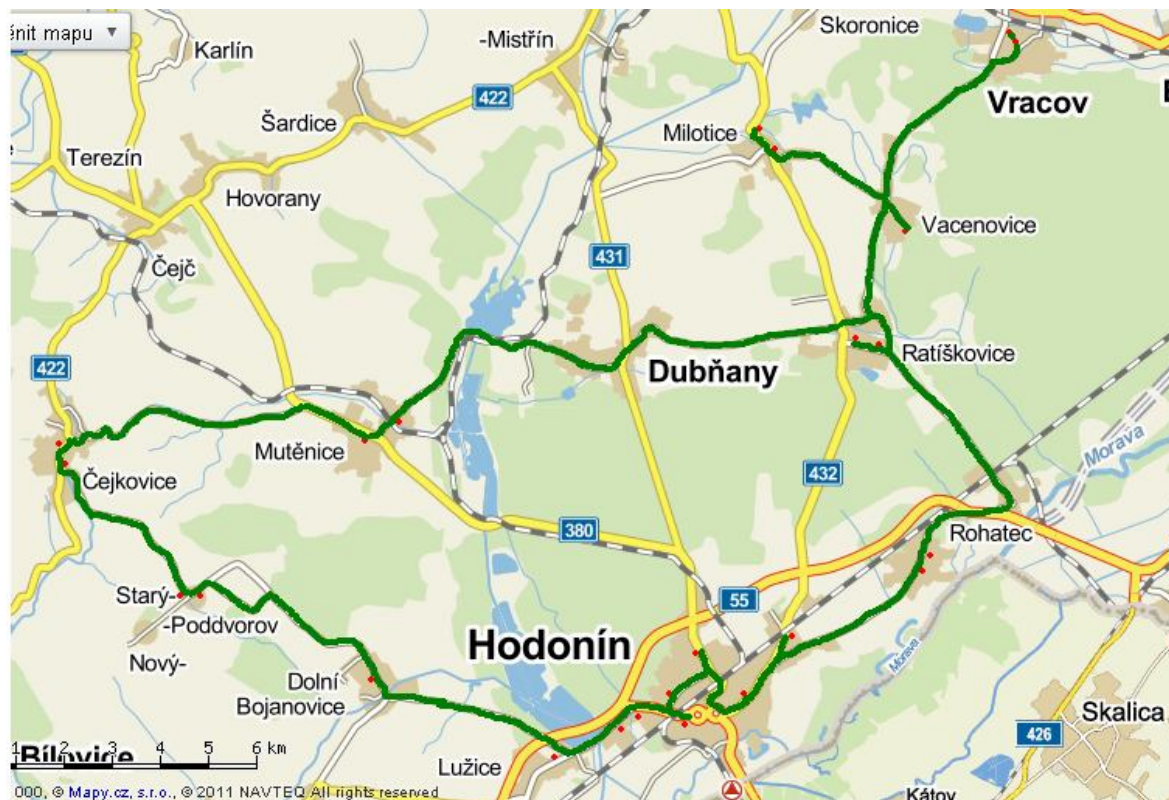 ěnit mapu ▼
Skoronice
-Mistřín
Karlín
422
Vracov
Šardice
Milotice
Terezín
Hovorany
Vacenovice
431
Čejč
Ratíškovice
422
Dubňany
Morava
Mutěnice
432
Čejkovice
380
Rohatec
Starý-
55
-Poddvorov
Hodonín
Nový-
Morava
Dolní
Bojanovice
Skalica
426
Bílovice
1 2 3 4 5 6 km
Lužice
000, © Mapy.cz, s.r.o., © 2011 NAVTEQ All rights reserved
Kátov